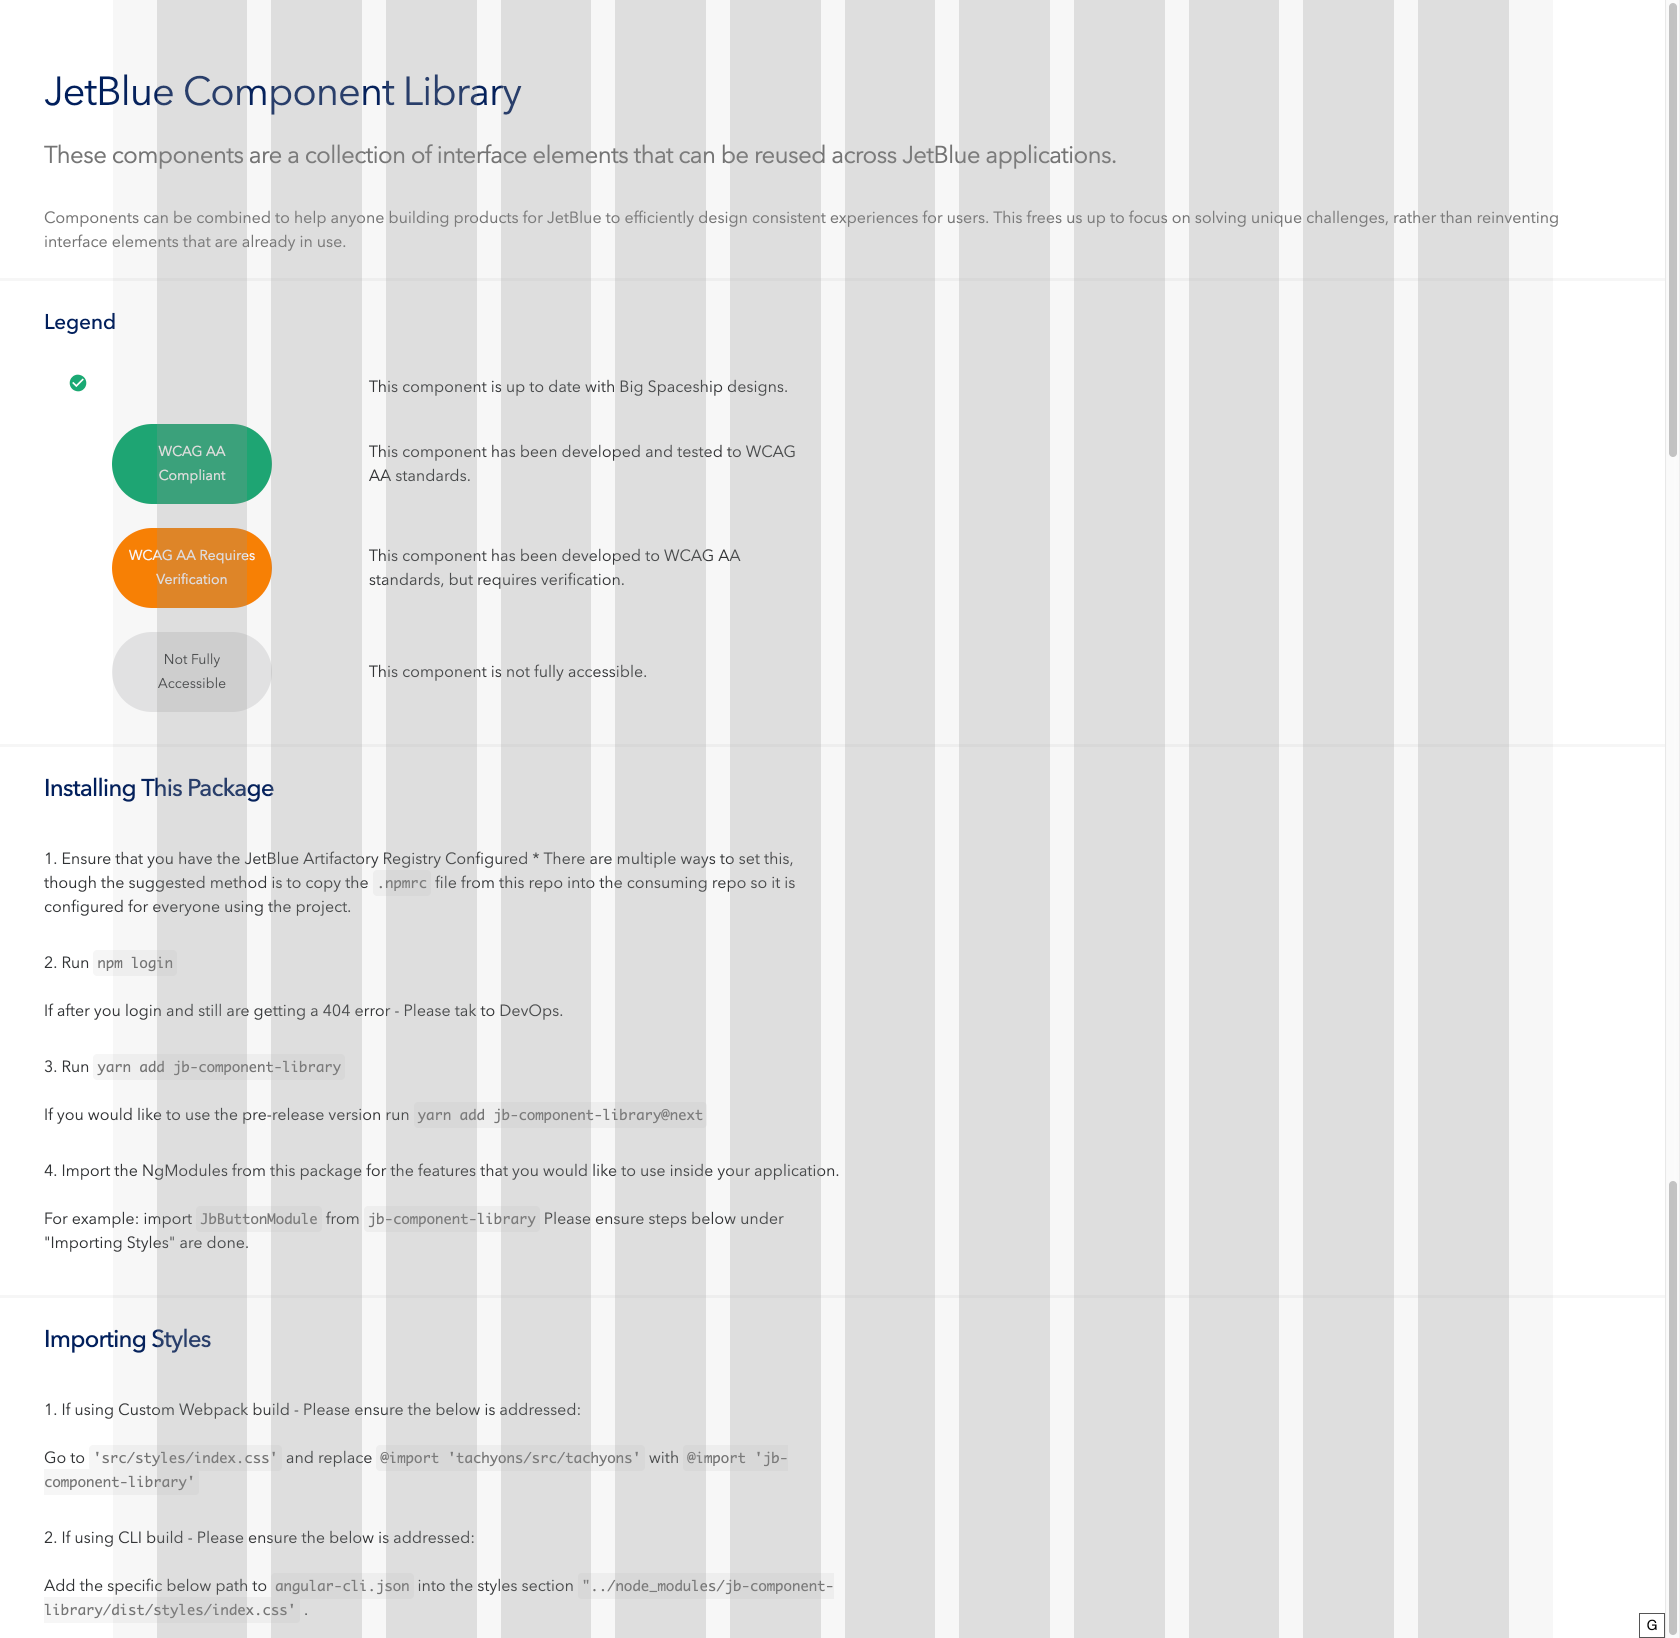 JetBlue Component Library
These components are a collection of interface elements that can be reused across JetBlue applications.
Components can be combined to help anyone building products for JetBlue to efficiently design consistent experiences for users. This frees us up to focus on solving unique challenges, rather than reinventing
interface elements that are already in use.
Legend
This component is up to date with Big Spaceship designs.
WCAG AA
Compliant
This component has been developed and tested to WCAG
AA standards.
WCAG AA Requires
Verification
This component has been developed to WCAG AA
standards, but requires verification.
Not Fully
Accessible
This component is not fully accessible.
Installing This Package
1. Ensure that you have the JetBlue Artifactory Registry Configured * There are multiple ways to set this,
though the suggested method is to copy the .npmrc file from this repo into the consuming repo so it is
configured for everyone using the project.
2. Run npm login
If after you login and still are getting a 404 error - Please tak to DevOps.
3. Run yarn add jb-component-library
If you would like to use the pre-release version run yarn add jb-component-library@next
4. Import the NgModules from this package for the features that you would like to use inside your application.
For example: import JbButtonModule from jb-component-library Please ensure steps below under
"Importing Styles" are done.
Importing Styles
1. If using Custom Webpack build - Please ensure the below is addressed:
Go to 'src/styles/index.css' and replace @import 'tachyons/src/tachyons' with @import 'jb-
component-library'
2. If using CLI build - Please ensure the below is addressed:
Add the specific below path to angular-cli.json into the styles section "../node_modules/jb-component-
library/dist/styles/index.css' .
G